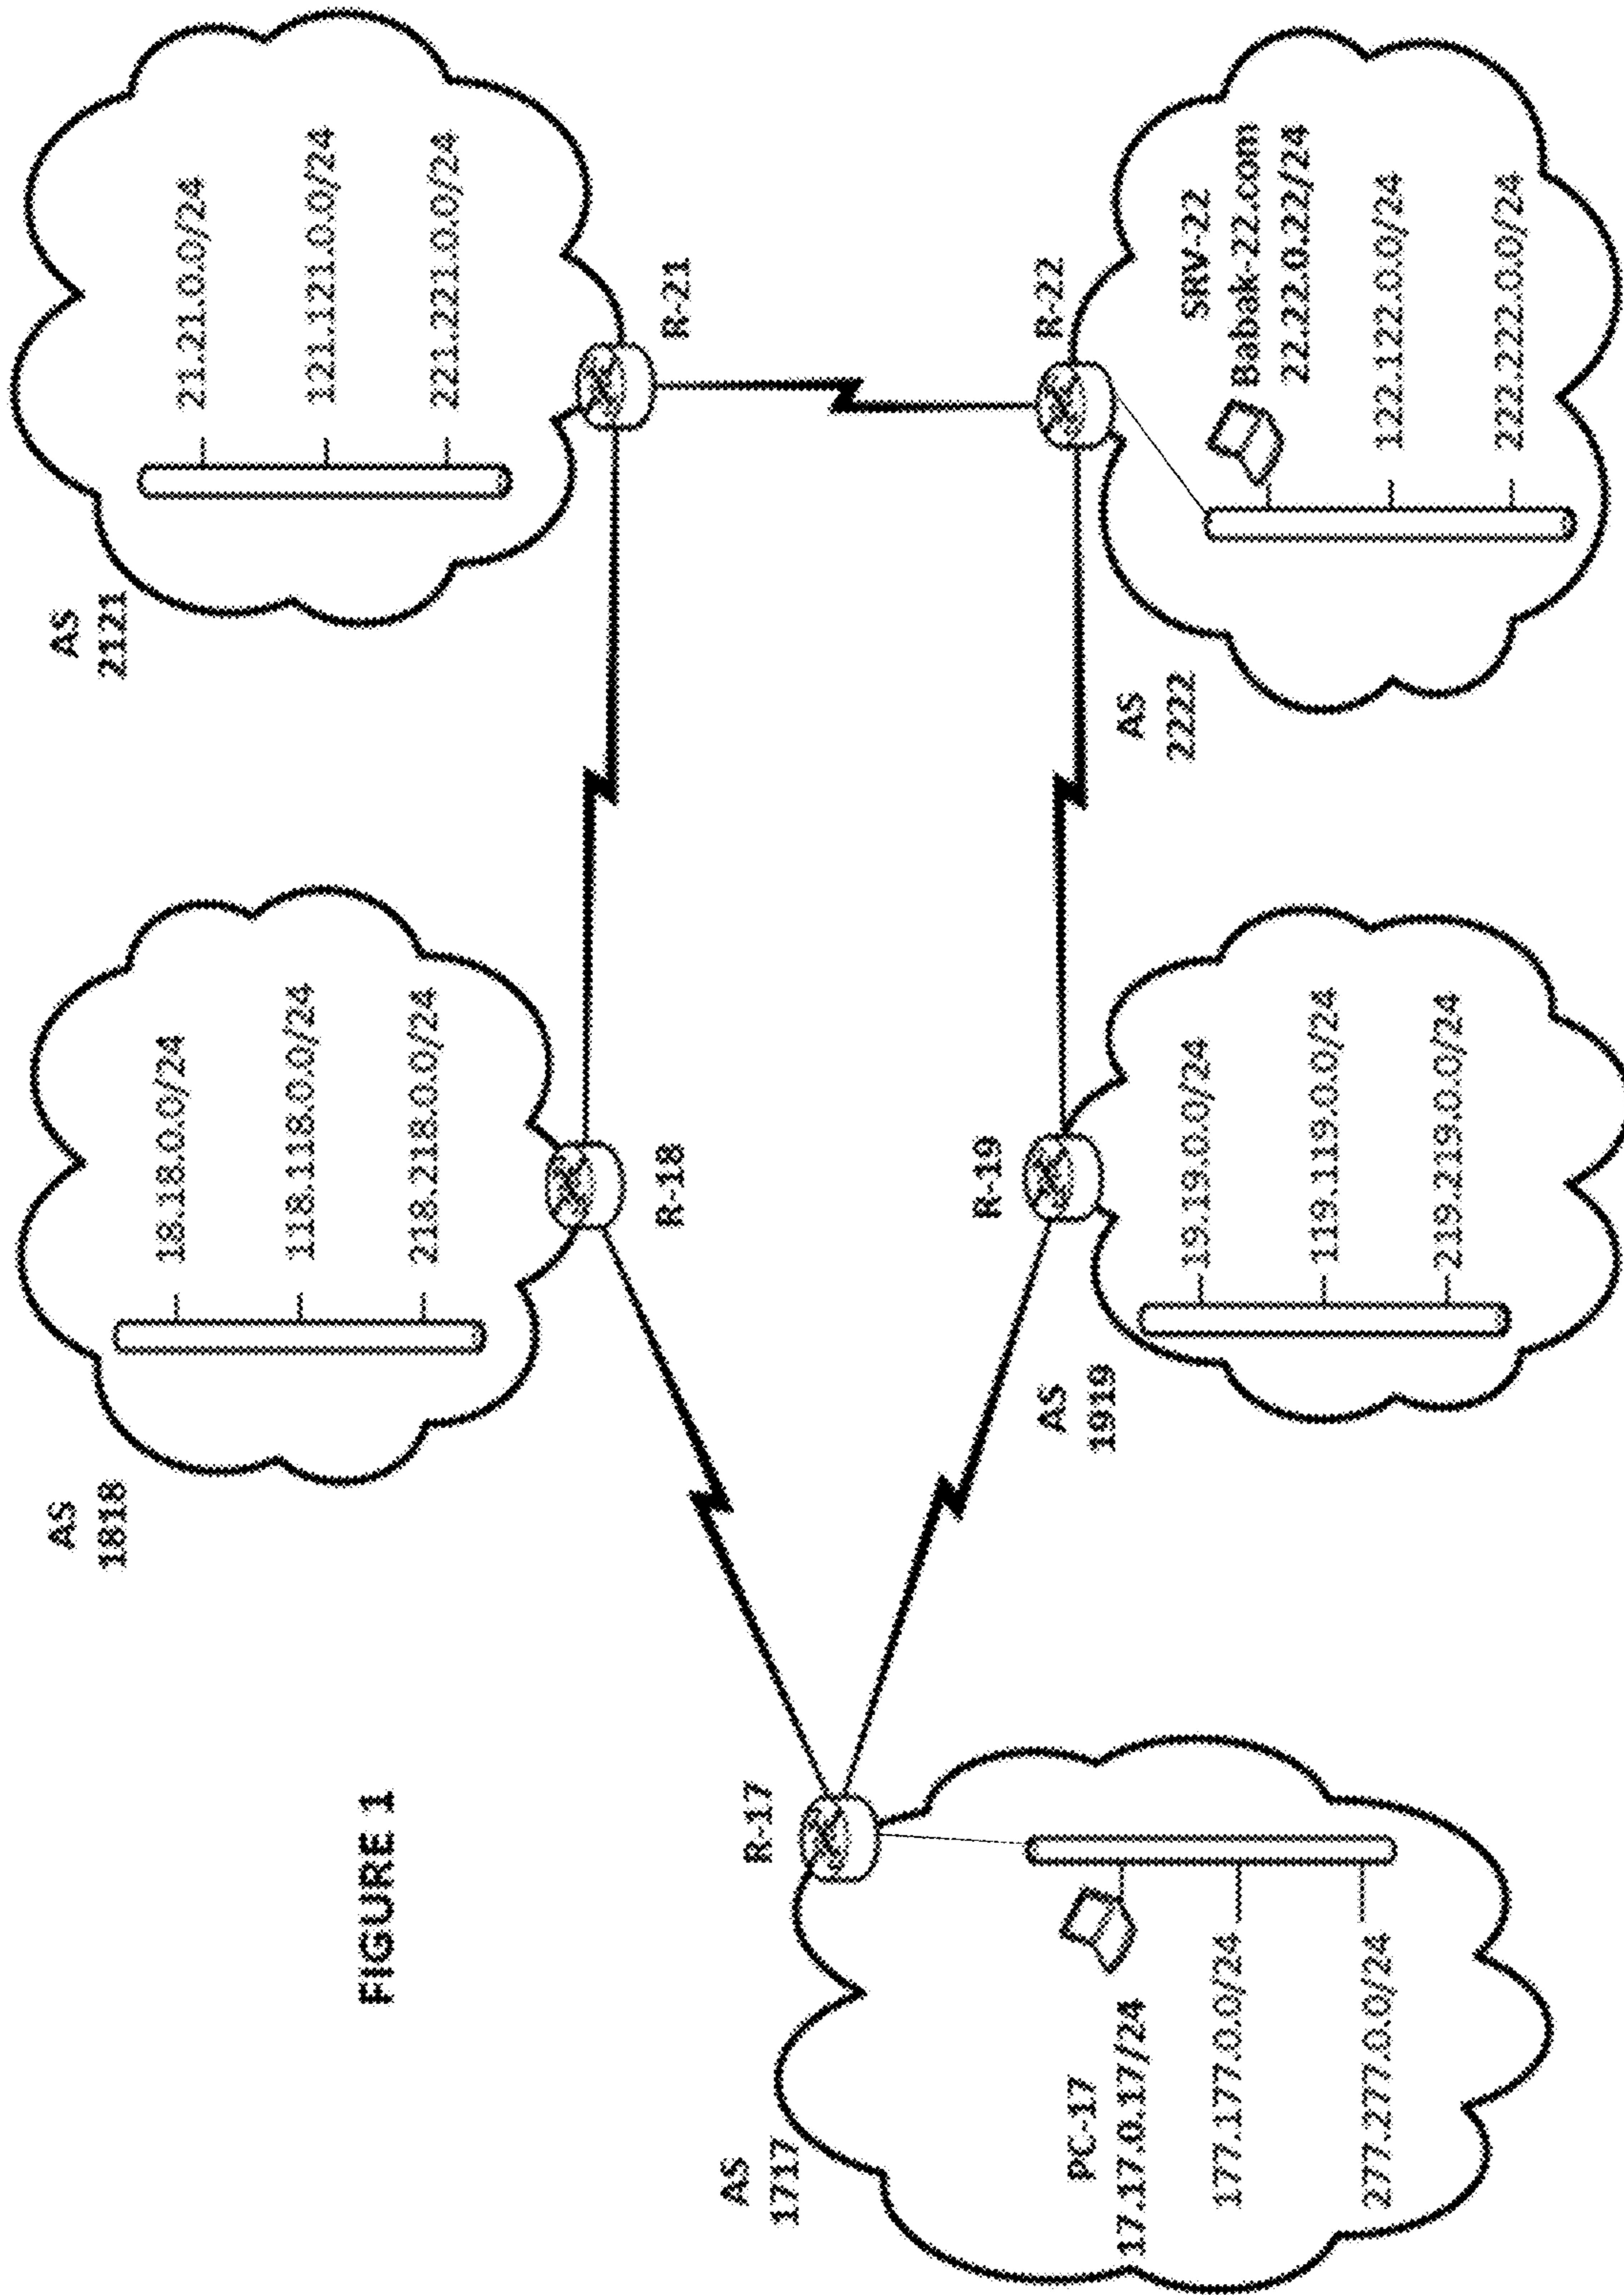 FIGURE 1
AS
1717
R-17
PC-17
17.17.0.17/24
177.177.0.0/24
277.277.0.0/24
AS
1818
18.18.0.0/24
118.118.0.0/24
218.218.0.0/24
R-18
AS
2121
21.21.0.0/24
121.121.0.0/24
221.221.0.0/24
R-21
R-19
AS
1919
19.19.0.0/24
119.119.0.0/24
219.219.0.0/24
R-22
AS
2222
SRV-22
Babak-22.com
22.22.0.22/24
122.122.0.0/24
222.222.0.0/24